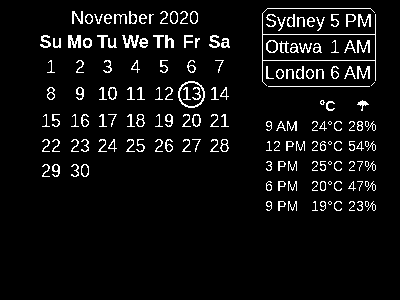 November 2020
Su Mo Tu We Th Fr Sa
1 2 3 4 5 6 7
8 9 10 11 12 13 14
15 16 17 18 19 20 21
22 23 24 25 26 27 28
29 30
Sydney 5 PM
Ottawa 1 AM
London 6 AM
°C ☂
9 AM 24°C 28%
12 PM 26°C 54%
3 PM 25°C 27%
6 PM 20°C 47%
9 PM 19°C 23%